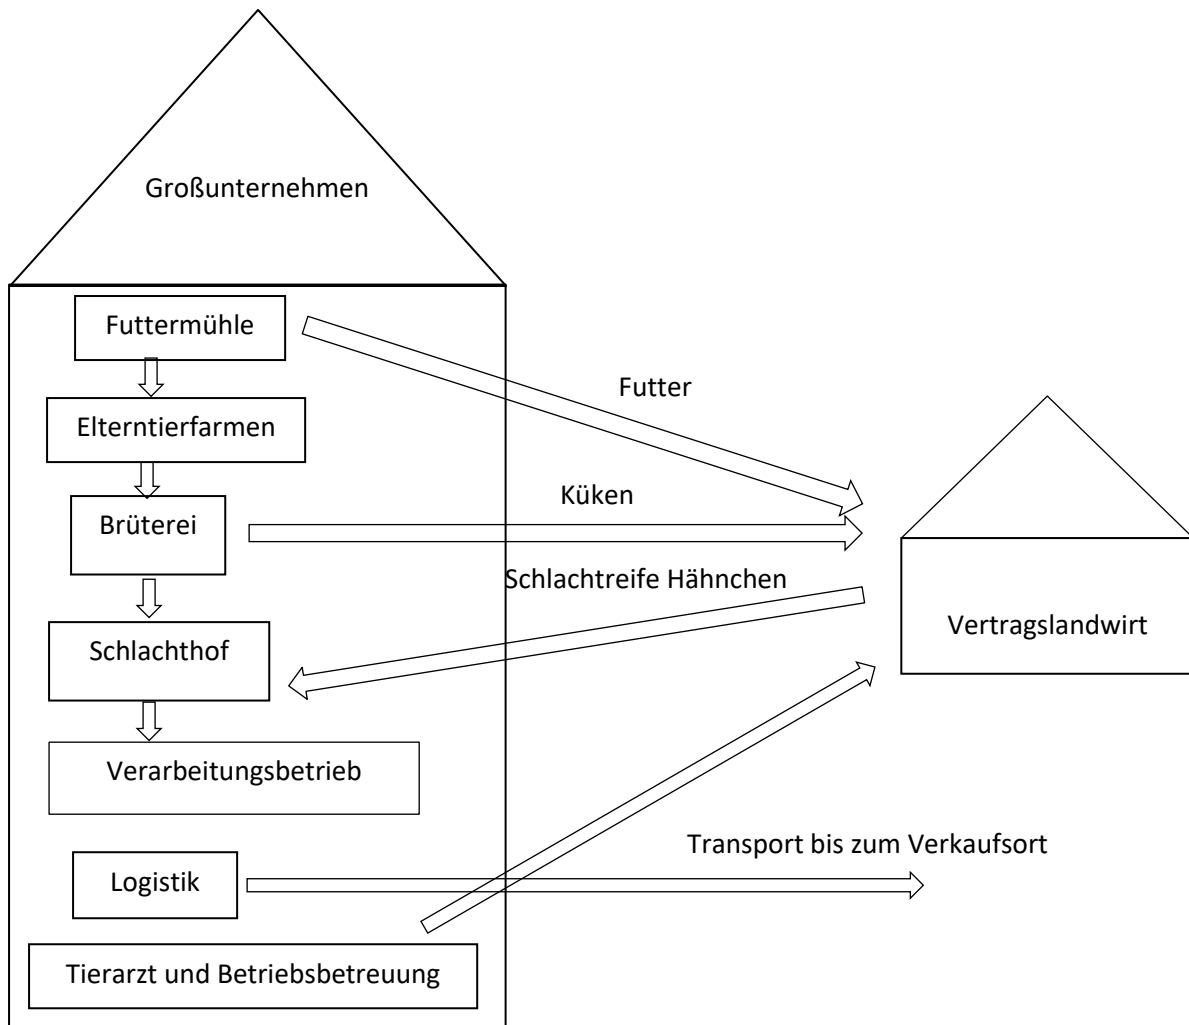 Großunternehmen
Futtermühle
Futter
Elterntierfarmen
Küken
Brüterei
Schlachtreife Hähnchen
Vertragslandwirt
Schlachthof
Verarbeitungsbetrieb
Transport bis zum Verkaufsort
Logistik
Tierarzt und Betriebsbetreuung